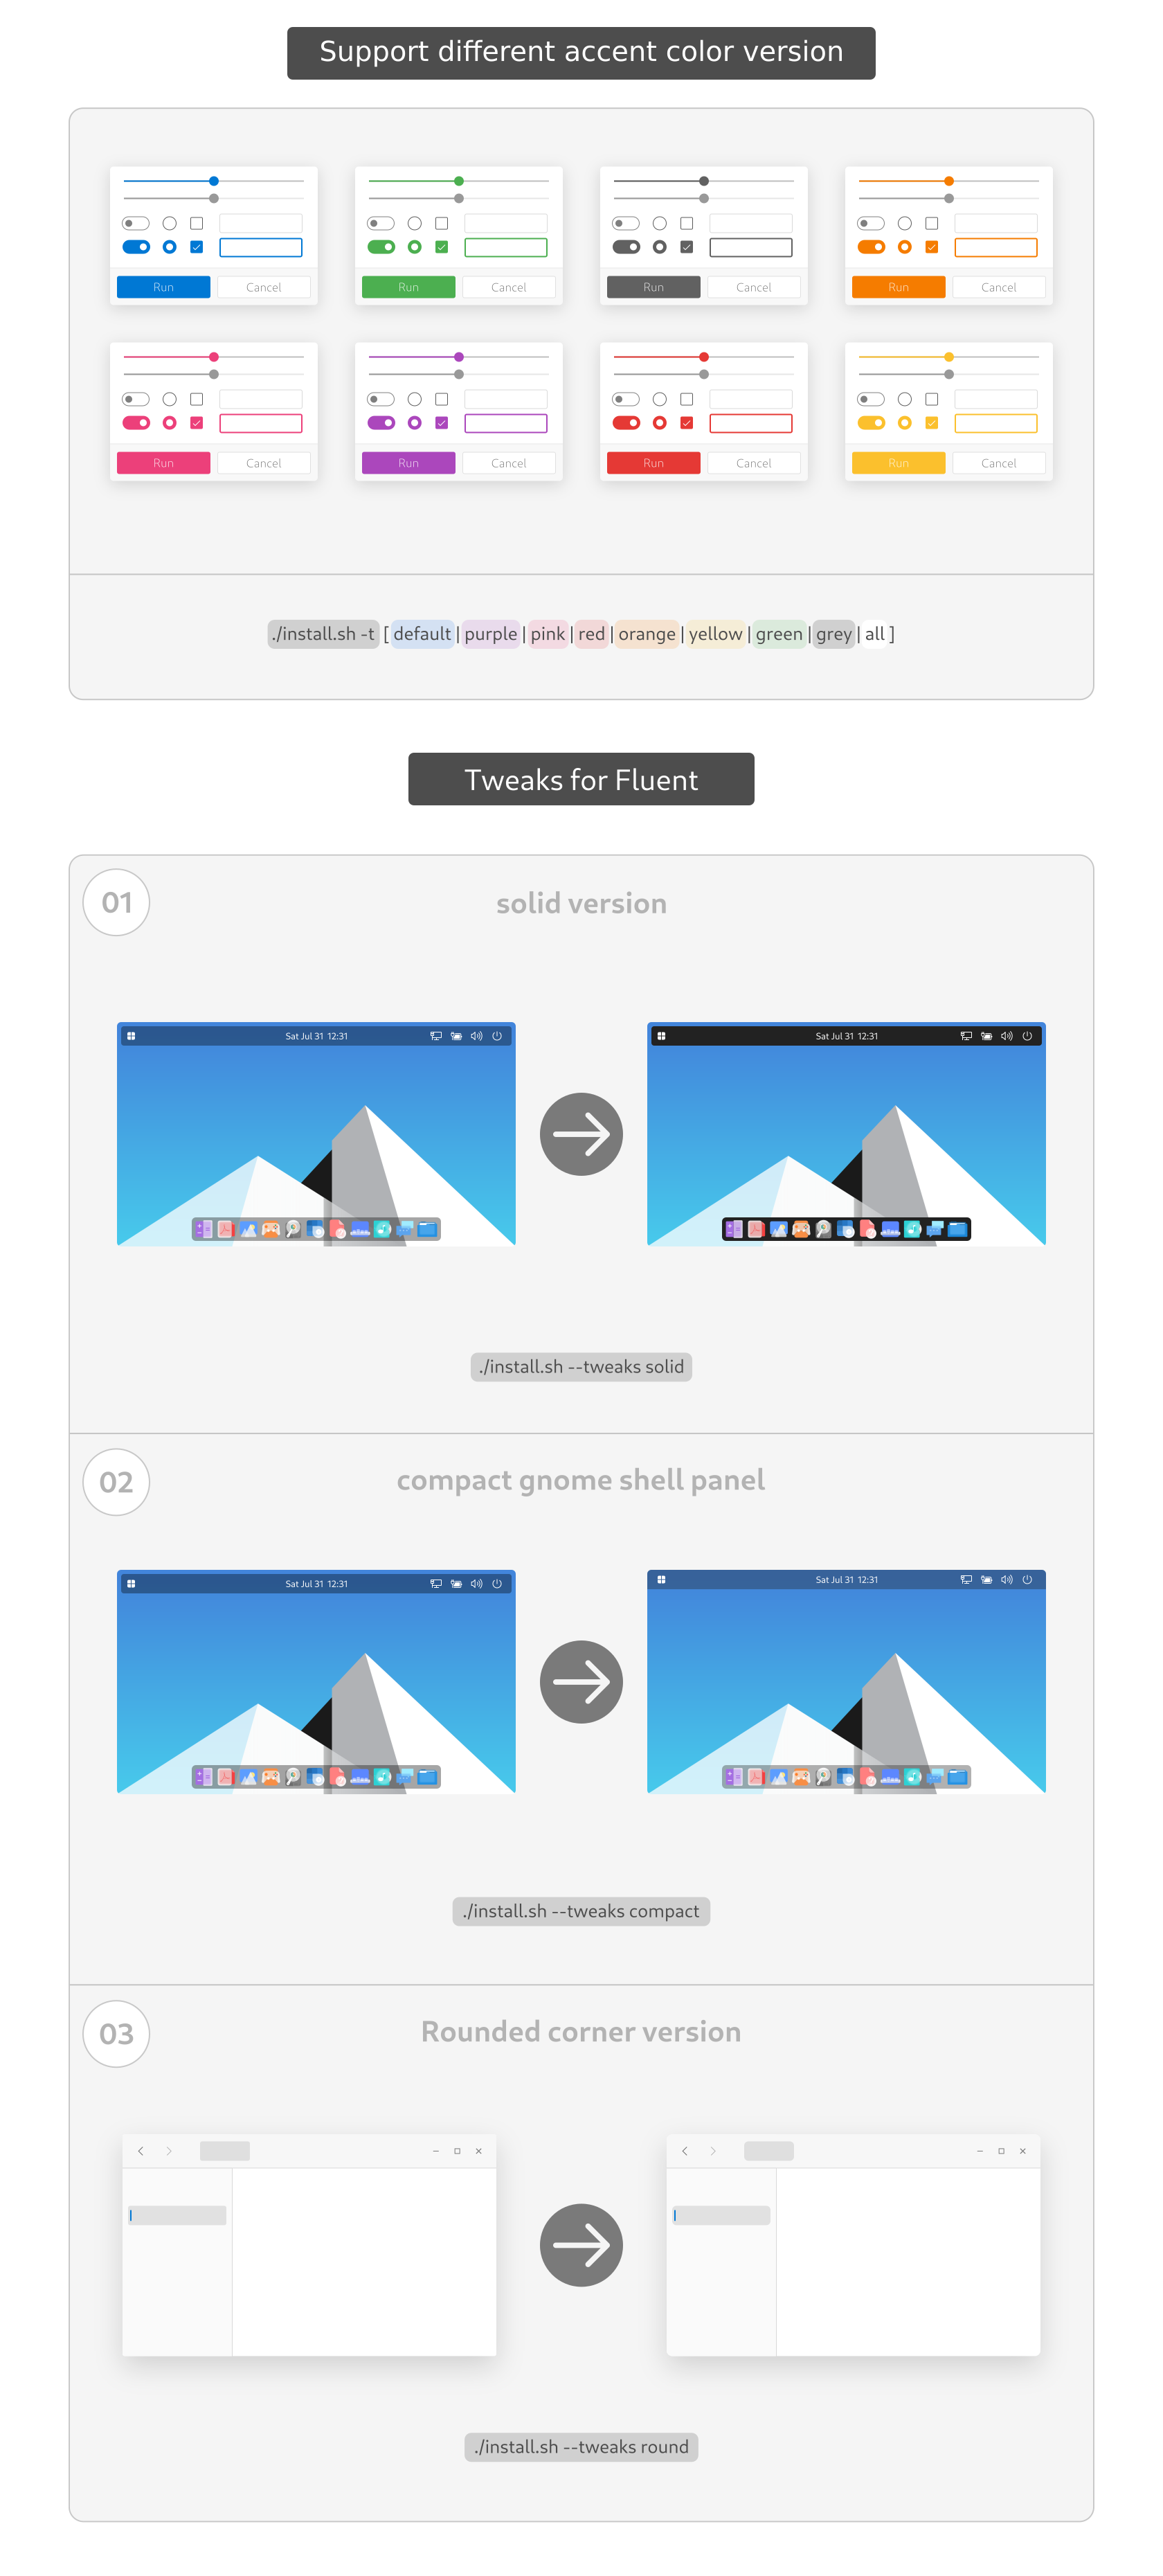 Support different accent color version
Run Cancel Run Cancel Run Cancel Run Cancel
Run Cancel Run Cancel Run Cancel Run Cancel
./install.sh -t [ default | purple | pink | red | orange | yellow | green | grey | all ]
Tweaks for Fluent
01
solid version
Sat Jul 31 12:31
Sat Jul 31 12:31
./install.sh --tweaks solid
02
compact gnome shell panel
Sat Jul 31 12:31
Sat Jul 31 12:31
./install.sh --tweaks compact
03
Rounded corner version
./install.sh --tweaks round